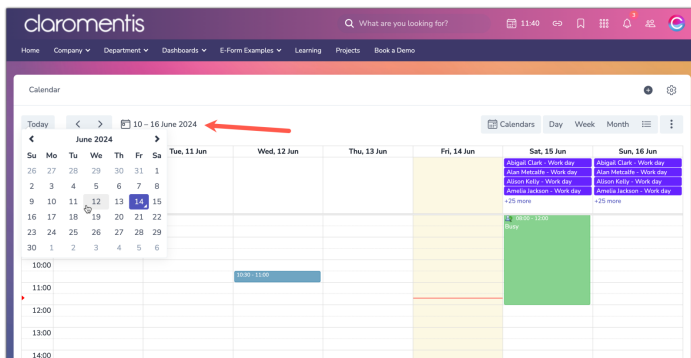 claromentis
What are you looking for?
11:40
3
Home Company Department Dashboards E-Form Examples Learning Projects Book a Demo
Calendar
Today 10 – 16 June 2024 Calendars Day Week Month
June 2024
Su Mo Tu We Th Fr Sa
26 27 28 29 30 31 1
2 3 4 5 6 7 8
9 10 11 12 13 14 15
16 17 18 19 20 21 22
23 24 25 26 27 28 29
30 1 2 3 4 5 6
Tue, 11 Jun Wed, 12 Jun Thu, 13 Jun Fri, 14 Jun Sat, 15 Jun Sun, 16 Jun
Abigail Clark - Work day Abigail Clark - Work day
Alan Metcalfe - Work day Alan Metcalfe - Work day
Alison Kelly - Work day Alison Kelly - Work day
Amelia Jackson - Work day Amelia Jackson - Work day
+25 more +25 more
08:00 - 12:00
Busy
10:00
10:30 - 11:00
11:00
12:00
13:00
14:00